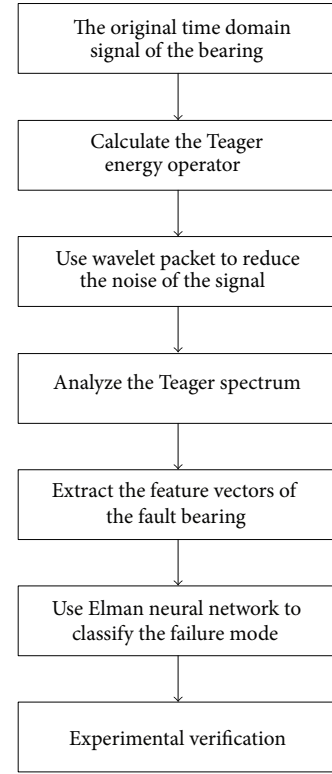 The original time domain
signal of the bearing
Calculate the Teager
energy operator
Use wavelet packet to reduce
the noise of the signal
Analyze the Teager spectrum
Extract the feature vectors of
the fault bearing
Use Elman neural network to
classify the failure mode
Experimental verification